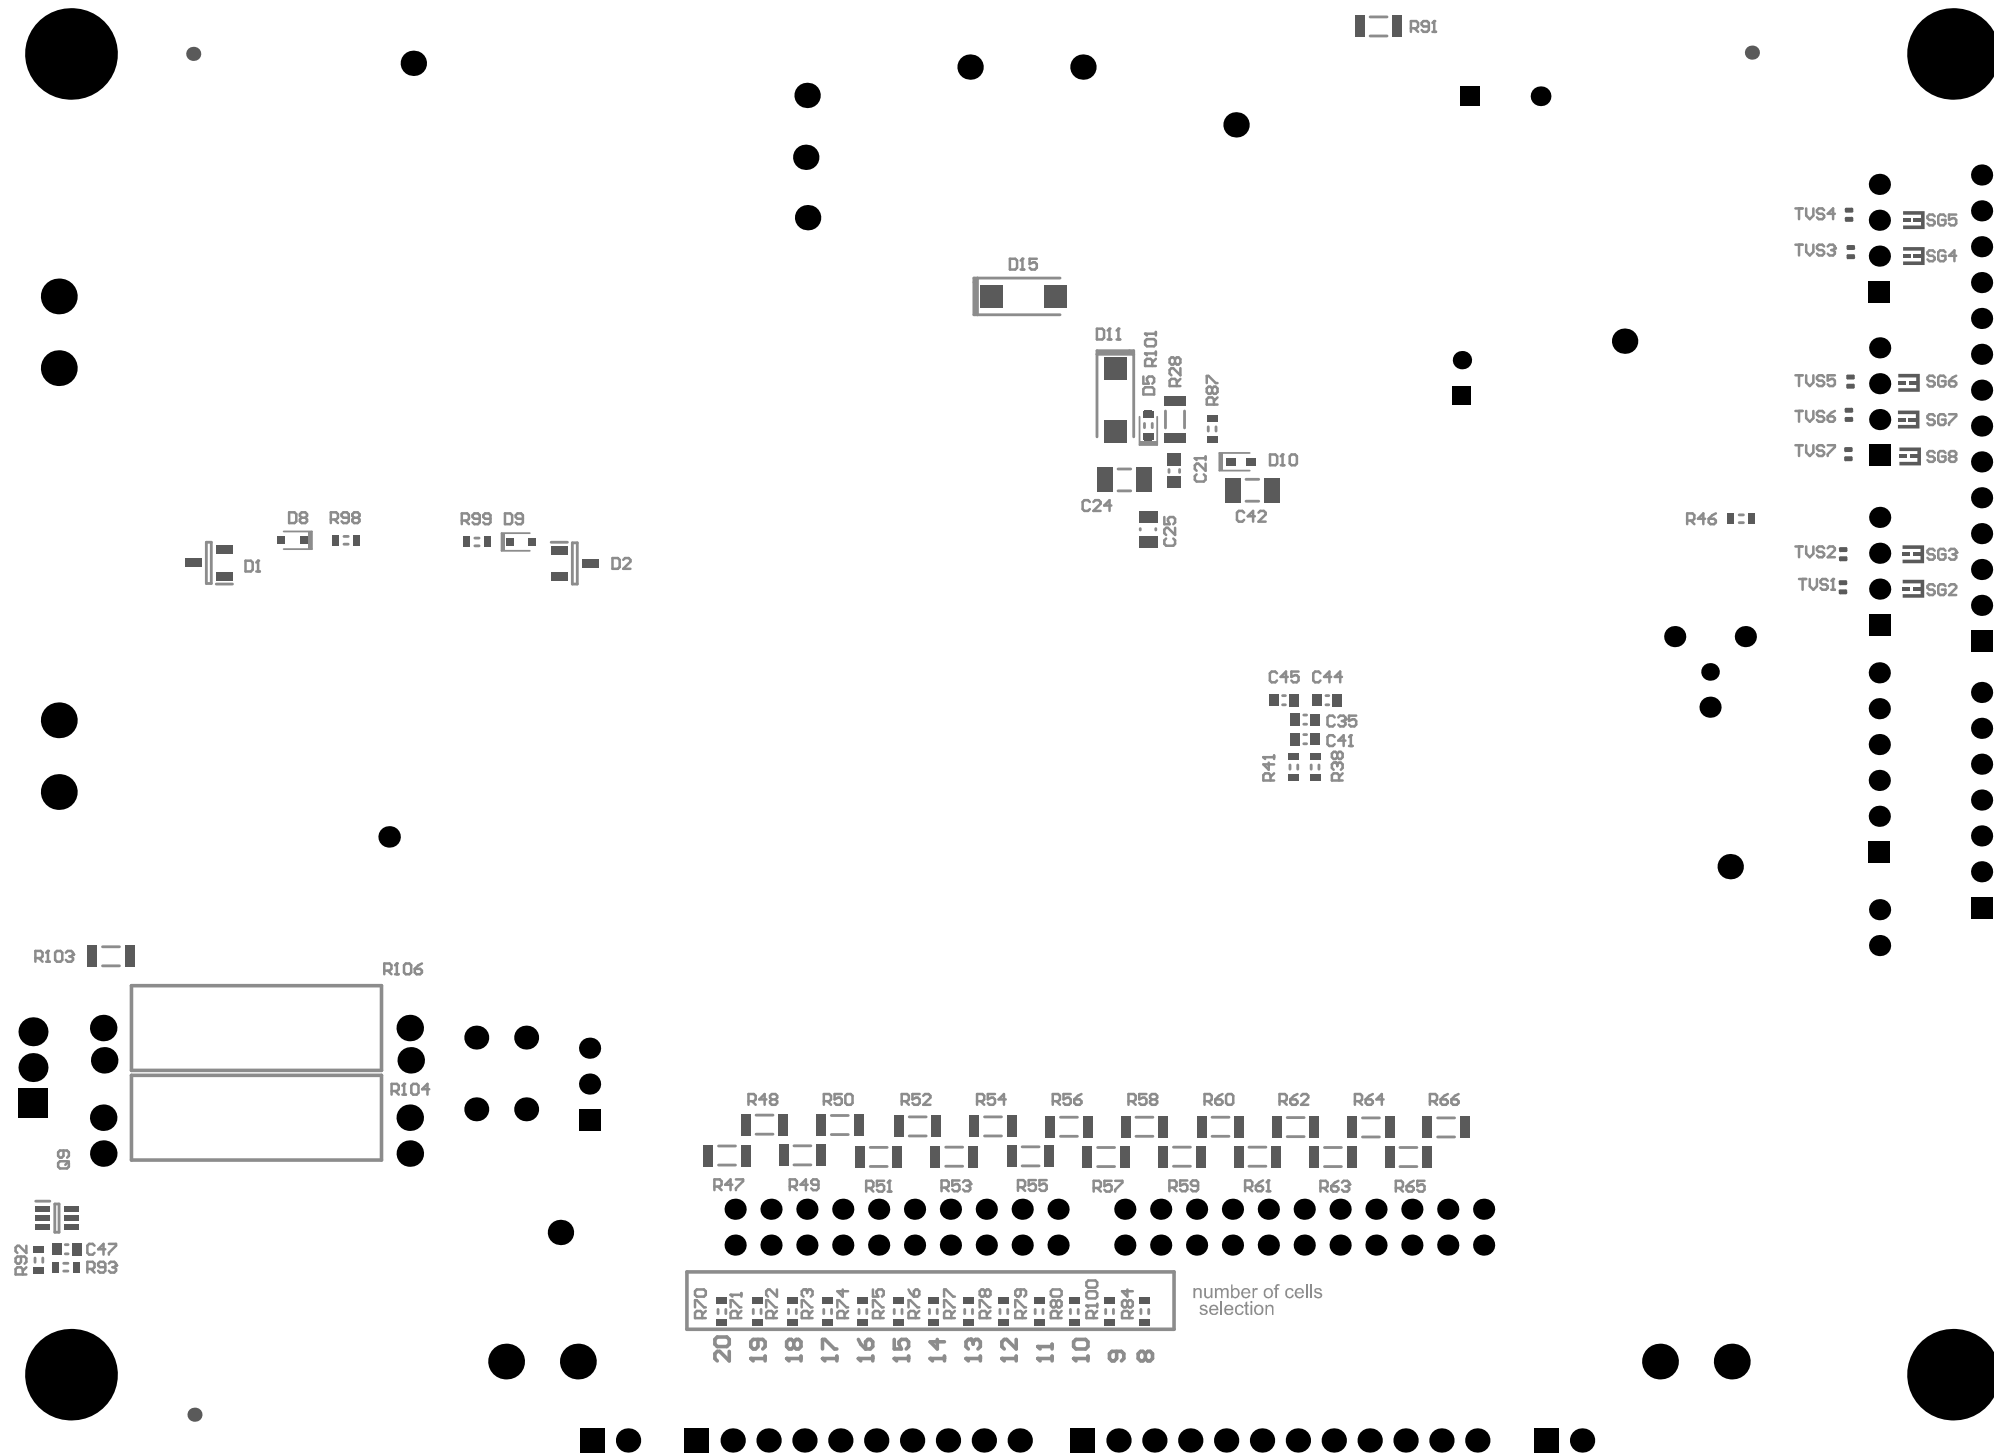 R91
TVS4
SG5
TVS3
SG4
D15
D11
R101
D5
R28
R87
TVS5
SG6
TVS6
SG7
TVS7
SG8
C21
D10
C24
C42
C25
D8
R98
R99
D9
R46
D1
D2
TVS2
SG3
TVS1
SG2
C45
C44
C35
C41
R41
R38
R103
R106
R104
Q9
R48
R50
R52
R54
R56
R58
R60
R62
R64
R66
R47
R49
R51
R53
R55
R57
R59
R61
R63
R65
R92
C47
R93
R70
R71
R72
R73
R74
R75
R76
R77
R78
R79
R80
R100
R84
number of cells
selection
20
19
18
17
16
15
14
13
12
11
10
9
8